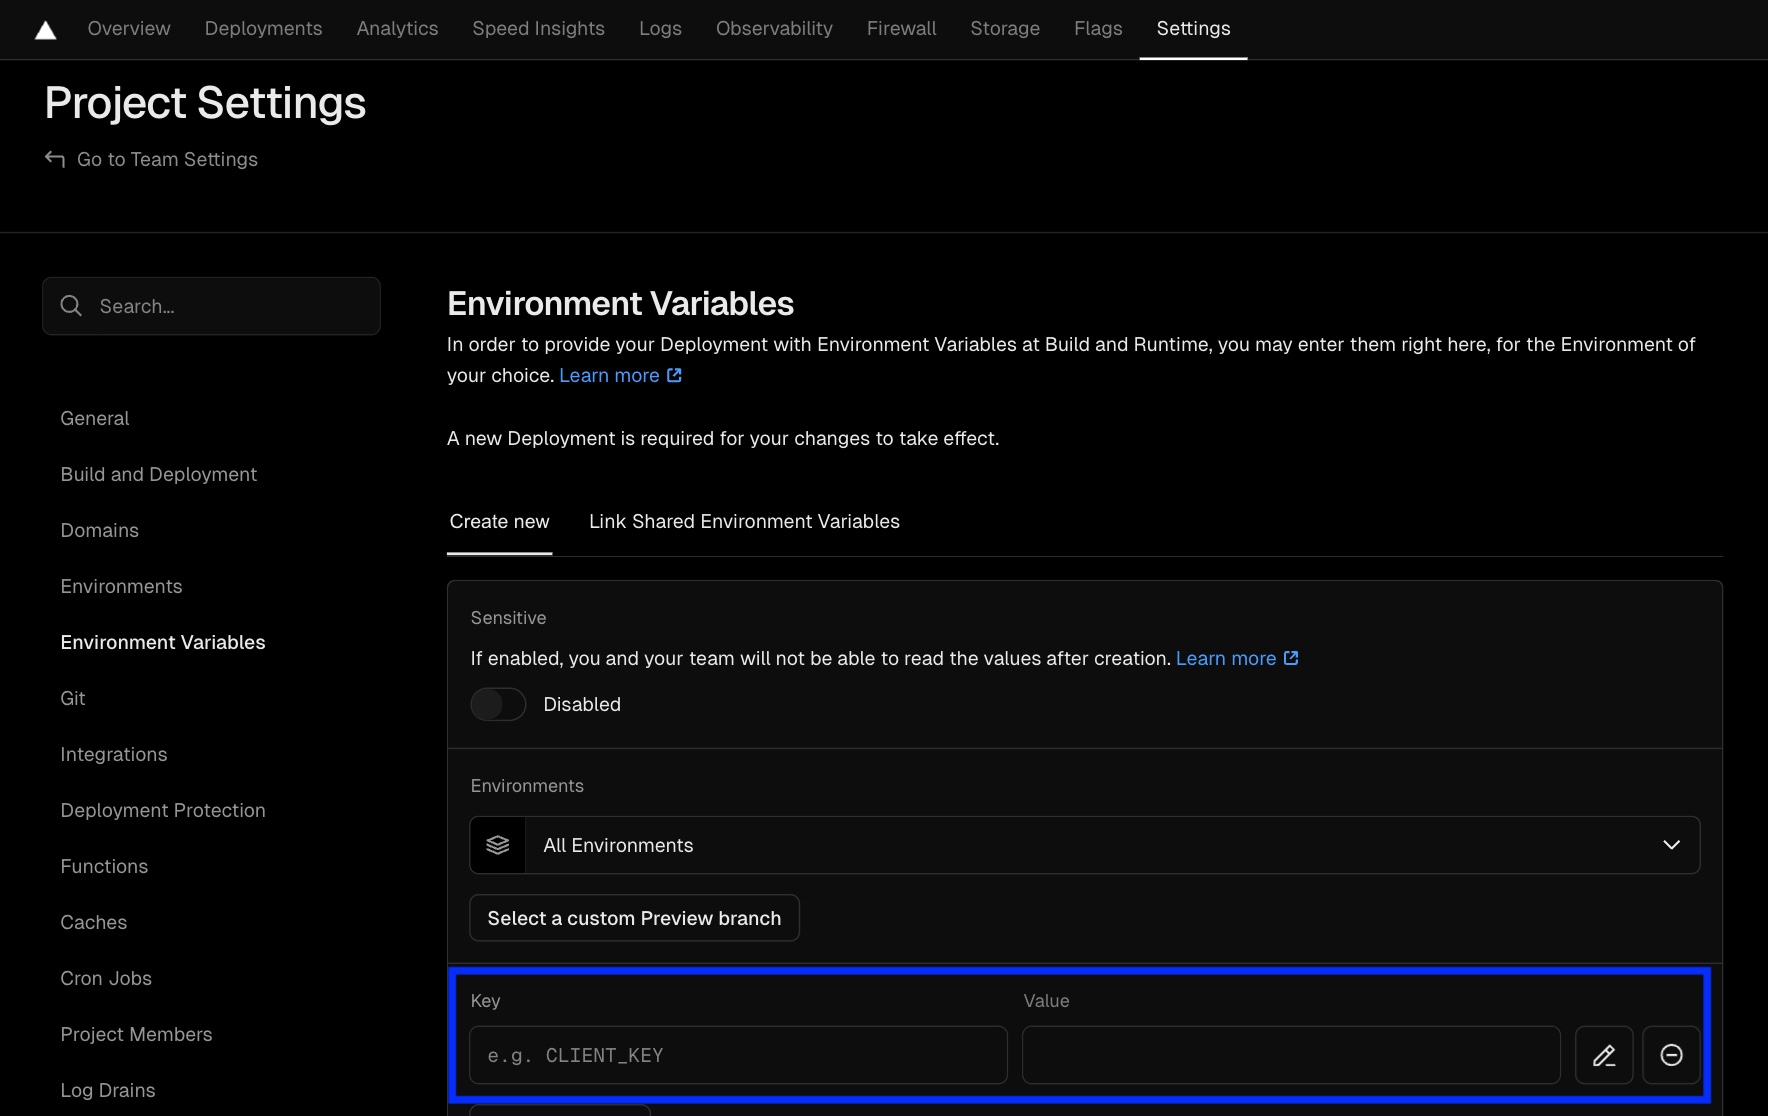 Overview Deployments Analytics Speed Insights Logs Observability Firewall Storage Flags Settings
Project Settings
Go to Team Settings
Search...
General
Build and Deployment
Domains
Environments
Environment Variables
Git
Integrations
Deployment Protection
Functions
Caches
Cron Jobs
Project Members
Log Drains
Environment Variables
In order to provide your Deployment with Environment Variables at Build and Runtime, you may enter them right here, for the Environment of
your choice. Learn more
A new Deployment is required for your changes to take effect.
Create new Link Shared Environment Variables
Sensitive
If enabled, you and your team will not be able to read the values after creation. Learn more
Disabled
Environments
All Environments
Select a custom Preview branch
Key Value
e.g. CLIENT_KEY